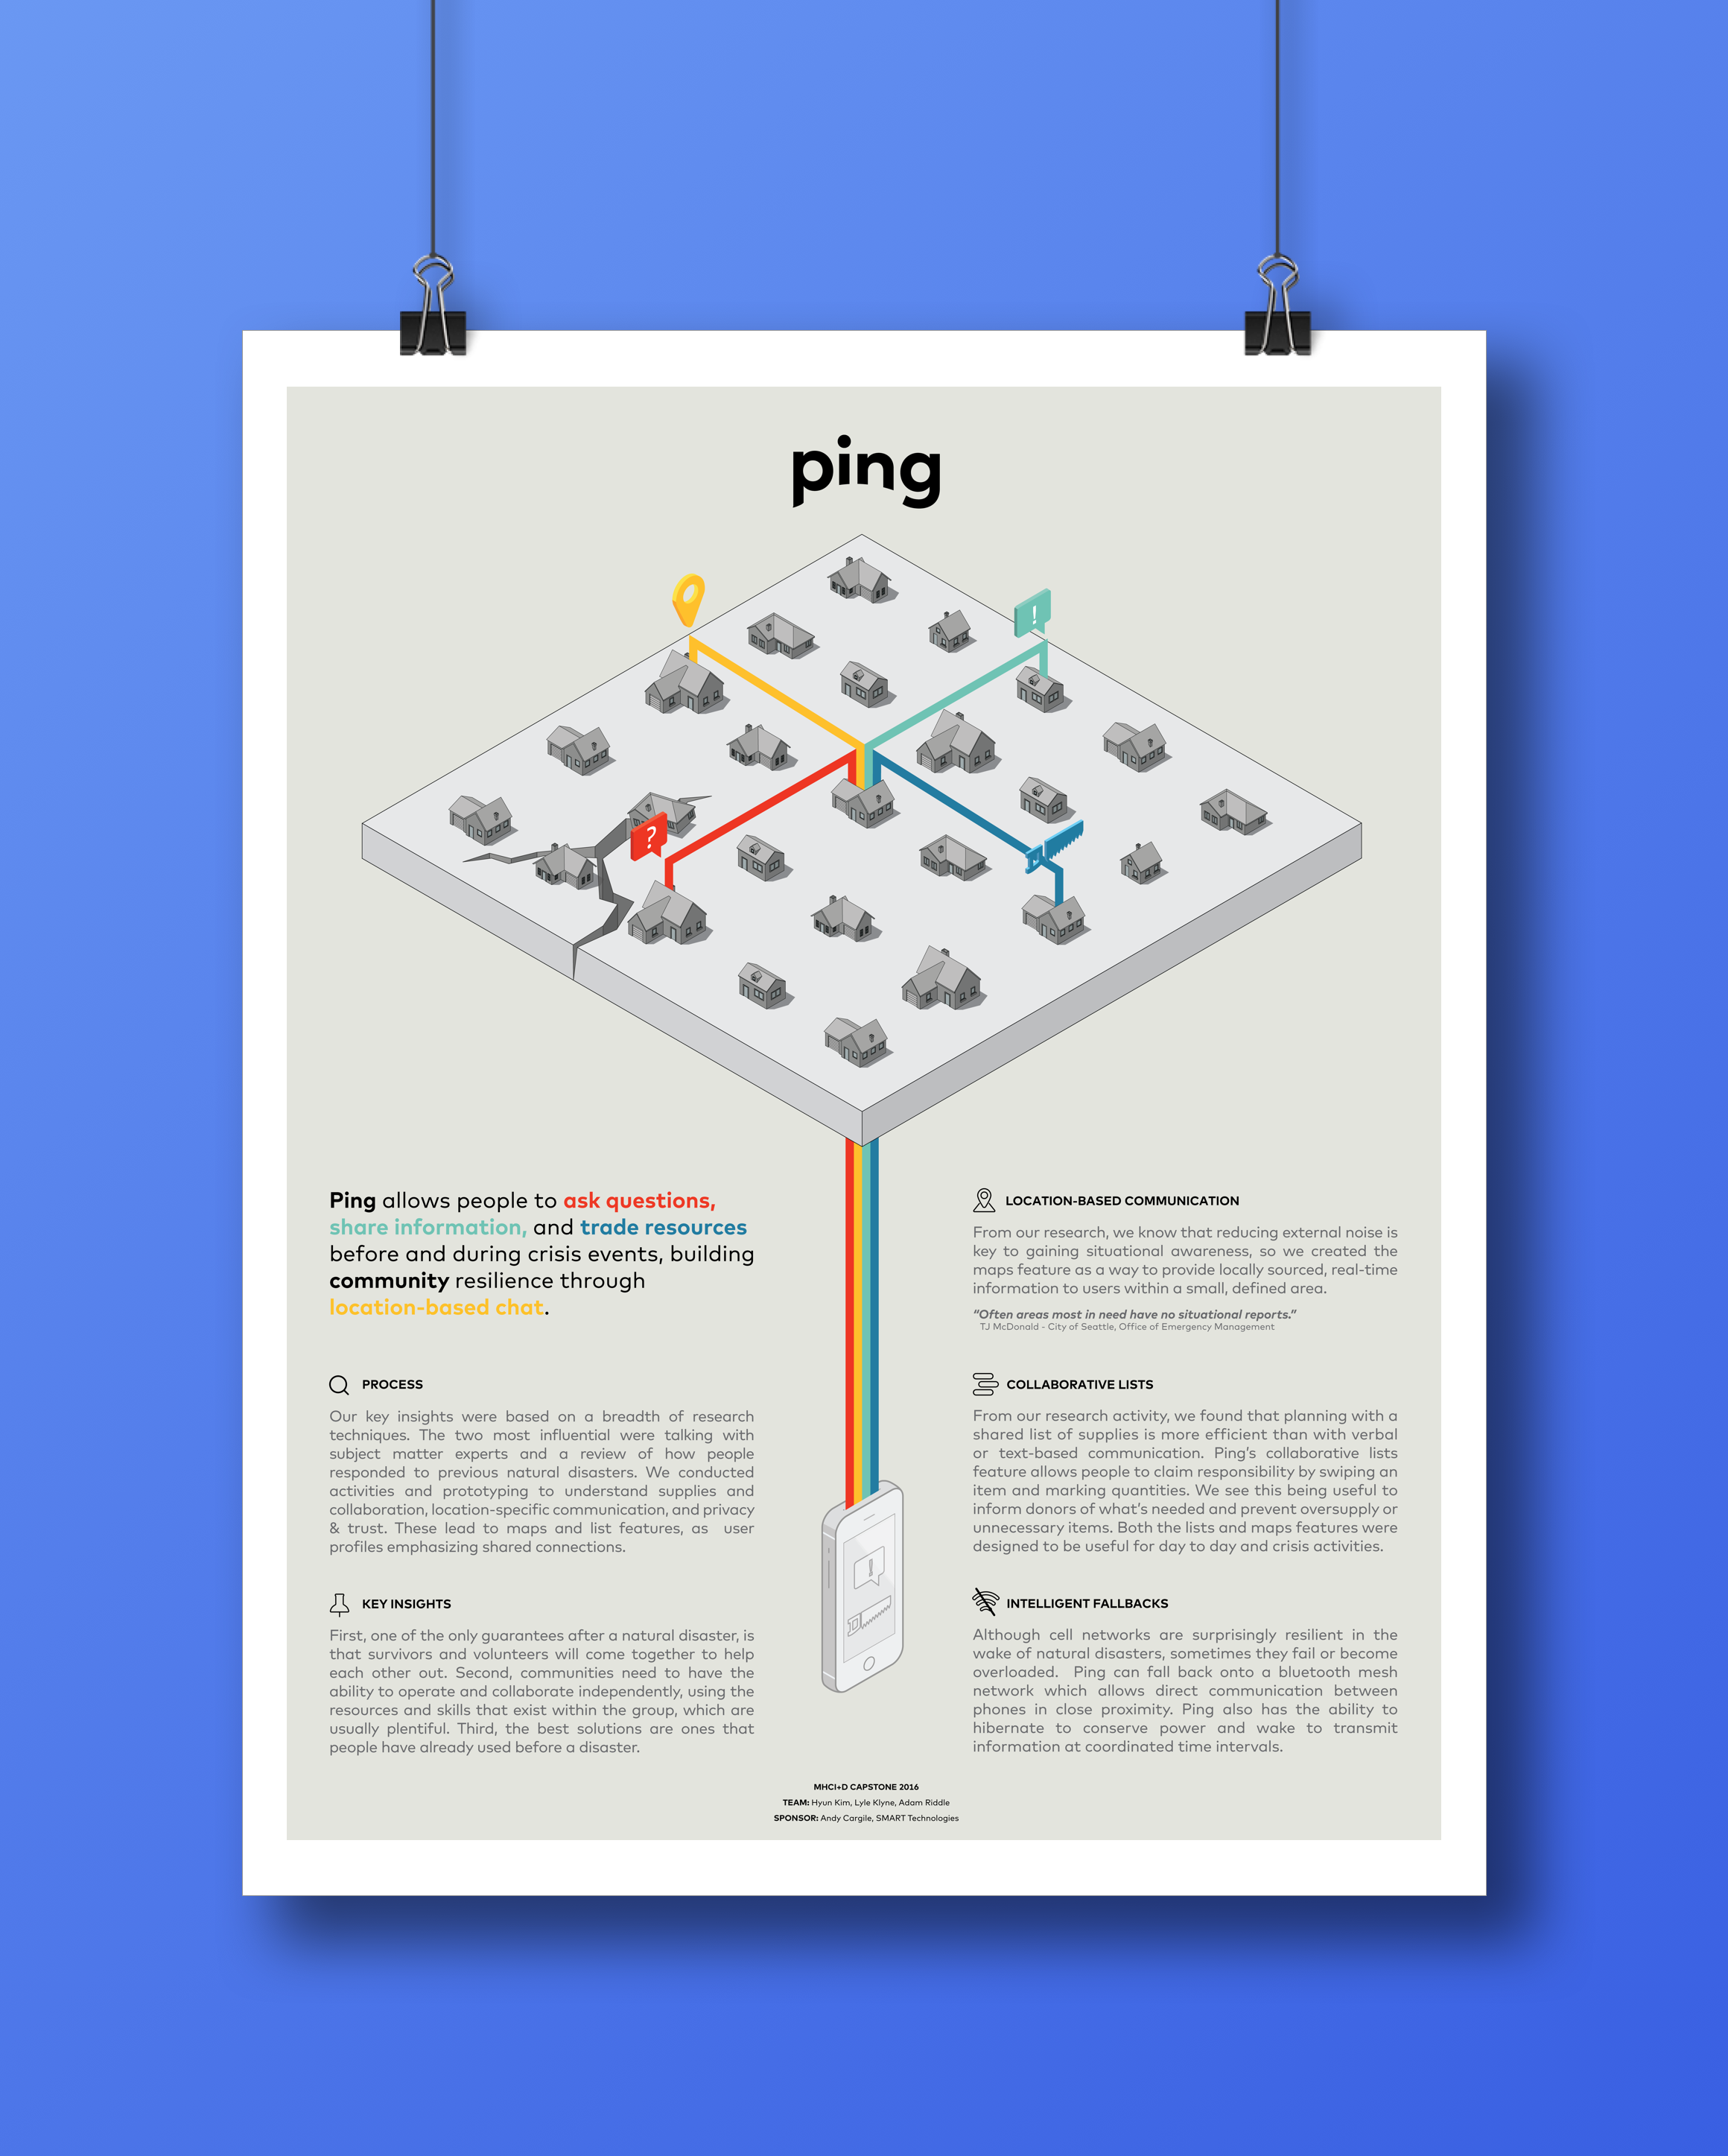 ping
!
?
Ping allows people to ask questions,
share information, and trade resources
before and during crisis events, building
community resilience through
location-based chat.
PROCESS
Our key insights were based on a breadth of research
techniques. The two most influential were talking with
subject matter experts and a review of how people
responded to previous natural disasters. We conducted
activities and prototyping to understand supplies and
collaboration, location-specific communication, and privacy
& trust. These lead to maps and list features, as user
profiles emphasizing shared connections.
KEY INSIGHTS
First, one of the only guarantees after a natural disaster, is
that survivors and volunteers will come together to help
each other out. Second, communities need to have the
ability to operate and collaborate independently, using the
resources and skills that exist within the group, which are
usually plentiful. Third, the best solutions are ones that
people have already used before a disaster.
!
LOCATION-BASED COMMUNICATION
From our research, we know that reducing external noise is
key to gaining situational awareness, so we created the
maps feature as a way to provide locally sourced, real-time
information to users within a small, defined area.
“Often areas most in need have no situational reports.”
TJ McDonald - City of Seattle, Office of Emergency Management
COLLABORATIVE LISTS
From our research activity, we found that planning with a
shared list of supplies is more efficient than with verbal
or text-based communication. Ping’s collaborative lists
feature allows people to claim responsibility by swiping an
item and marking quantities. We see this being useful to
inform donors of what’s needed and prevent oversupply or
unnecessary items. Both the lists and maps features were
designed to be useful for day to day and crisis activities.
INTELLIGENT FALLBACKS
Although cell networks are surprisingly resilient in the
wake of natural disasters, sometimes they fail or become
overloaded. Ping can fall back onto a bluetooth mesh
network which allows direct communication between
phones in close proximity. Ping also has the ability to
hibernate to conserve power and wake to transmit
information at coordinated time intervals.
MHCI+D CAPSTONE 2016
TEAM: Hyun Kim, Lyle Klyne, Adam Riddle
SPONSOR: Andy Cargile, SMART Technologies